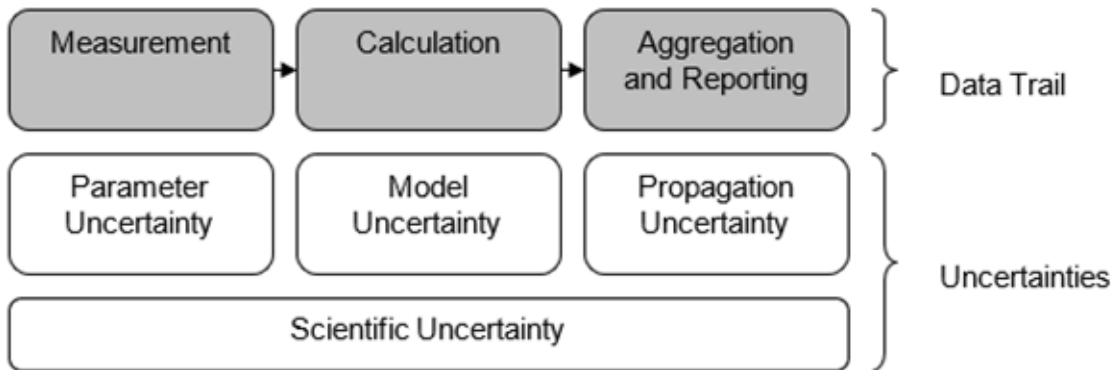 Measurement
Calculation
Aggregation
and Reporting
Data Trail
Parameter
Uncertainty
Model
Uncertainty
Propagation
Uncertainty
Uncertainties
Scientific Uncertainty